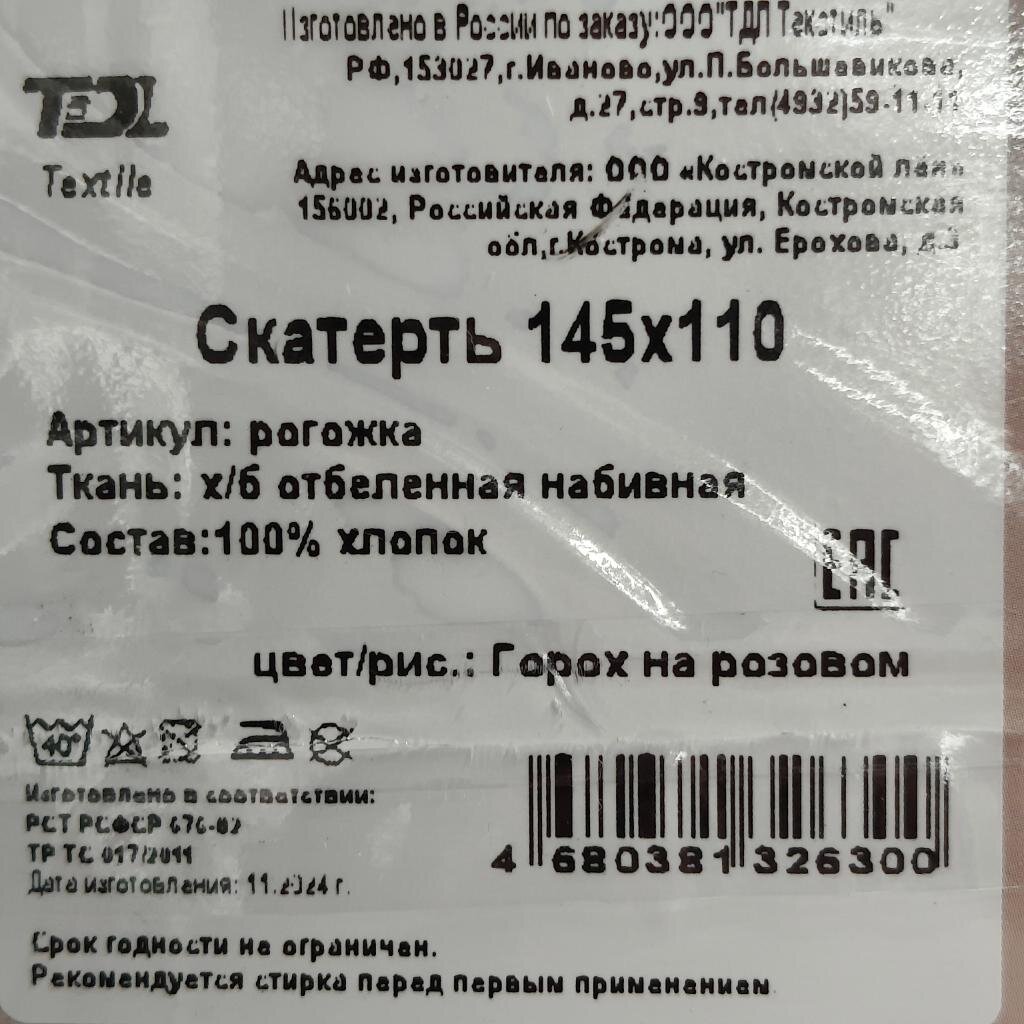 Изготовлено в России по заказу:ООО"ТДЛ Текстиль"
РФ,153027,г.Иваново,ул.П.Большевикова,
д.27,стр.9,тел(4932)59-11-11
TDL
Textile
Адрес изготовителя: ООО «Костромской лен»
156002, Российская Федерация, Костромская
обл,г.Кострома, ул. Ерохова, д.3
Скатерть 145х110
Артикул: рогожка
Ткань: х/б отбеленная набивная
Состав:100% хлопок
EAC
цвет/рис.: Горох на розовом
40°
Изготовлено в соответствии:
РСТ РСФСР 676-82
ТР ТС 017/2011
Дата изготовления: 11.2024 г.
4 680381 326300
Срок годности не ограничен.
Рекомендуется стирка перед первым применением